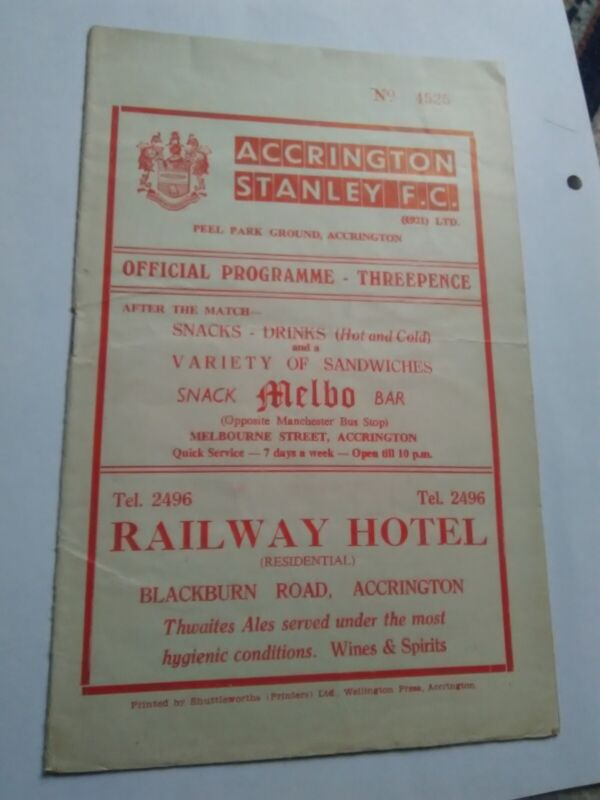 Nº 4525
ACCRINGTON
STANLEY F.C.
(1921) LTD.
PEEL PARK GROUND, ACCRINGTON
OFFICIAL PROGRAMME - THREEPENCE
AFTER THE MATCH—
SNACKS - DRINKS (Hot and Cold)
and a
VARIETY OF SANDWICHES
SNACK Melbo BAR
(Opposite Manchester Bus Stop)
MELBOURNE STREET, ACCRINGTON
Quick Service — 7 days a week — Open till 10 p.m.
Tel. 2496 Tel. 2496
RAILWAY HOTEL
(RESIDENTIAL)
BLACKBURN ROAD, ACCRINGTON
Thwaites Ales served under the most
hygienic conditions. Wines & Spirits
Printed by Shuttleworths (Printers) Ltd., Wellington Press, Accrington.